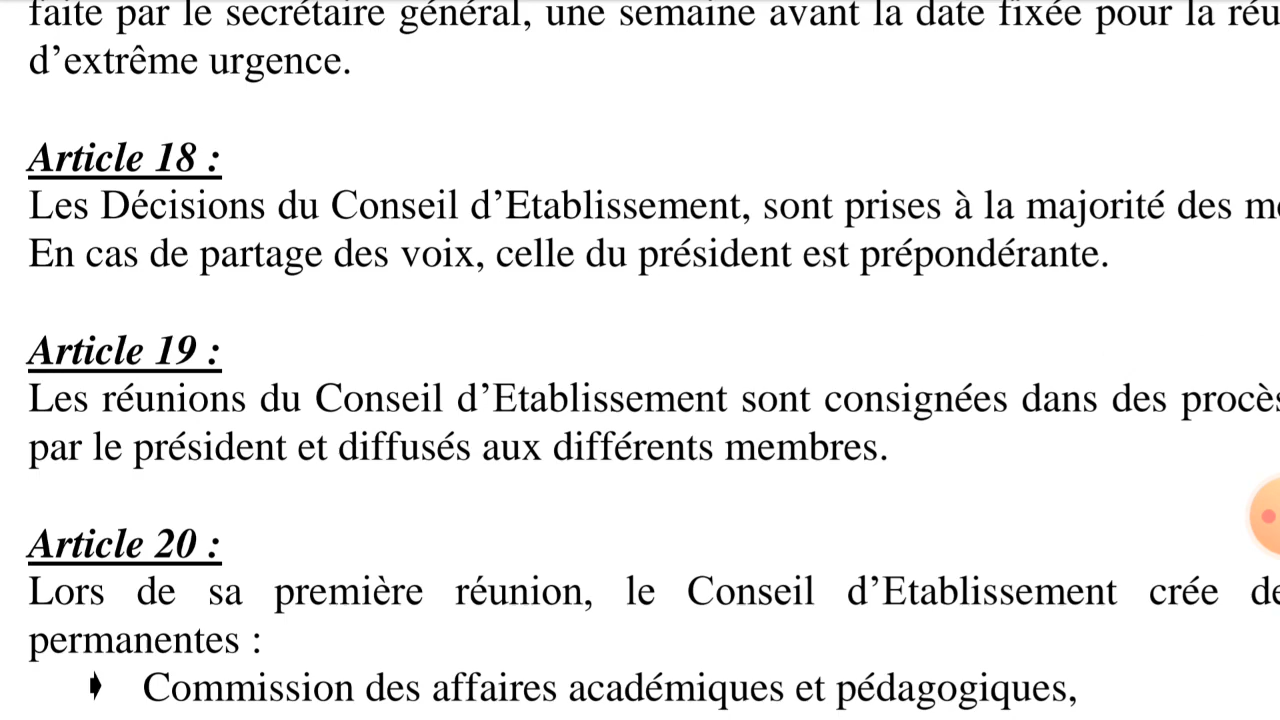 faite par le secrétaire général, une semaine avant la date fixée pour la
d’extrême urgence.
Article 18 :
Les Décisions du Conseil d’Etablissement, sont prises à la majorité des
En cas de partage des voix, celle du président est prépondérante.
Article 19 :
Les réunions du Conseil d’Etablissement sont consignées dans des
par le président et diffusés aux différents membres.
Article 20 :
Lors de sa première réunion, le Conseil d’Etablissement crée
permanentes :
Commission des affaires académiques et pédagogiques,